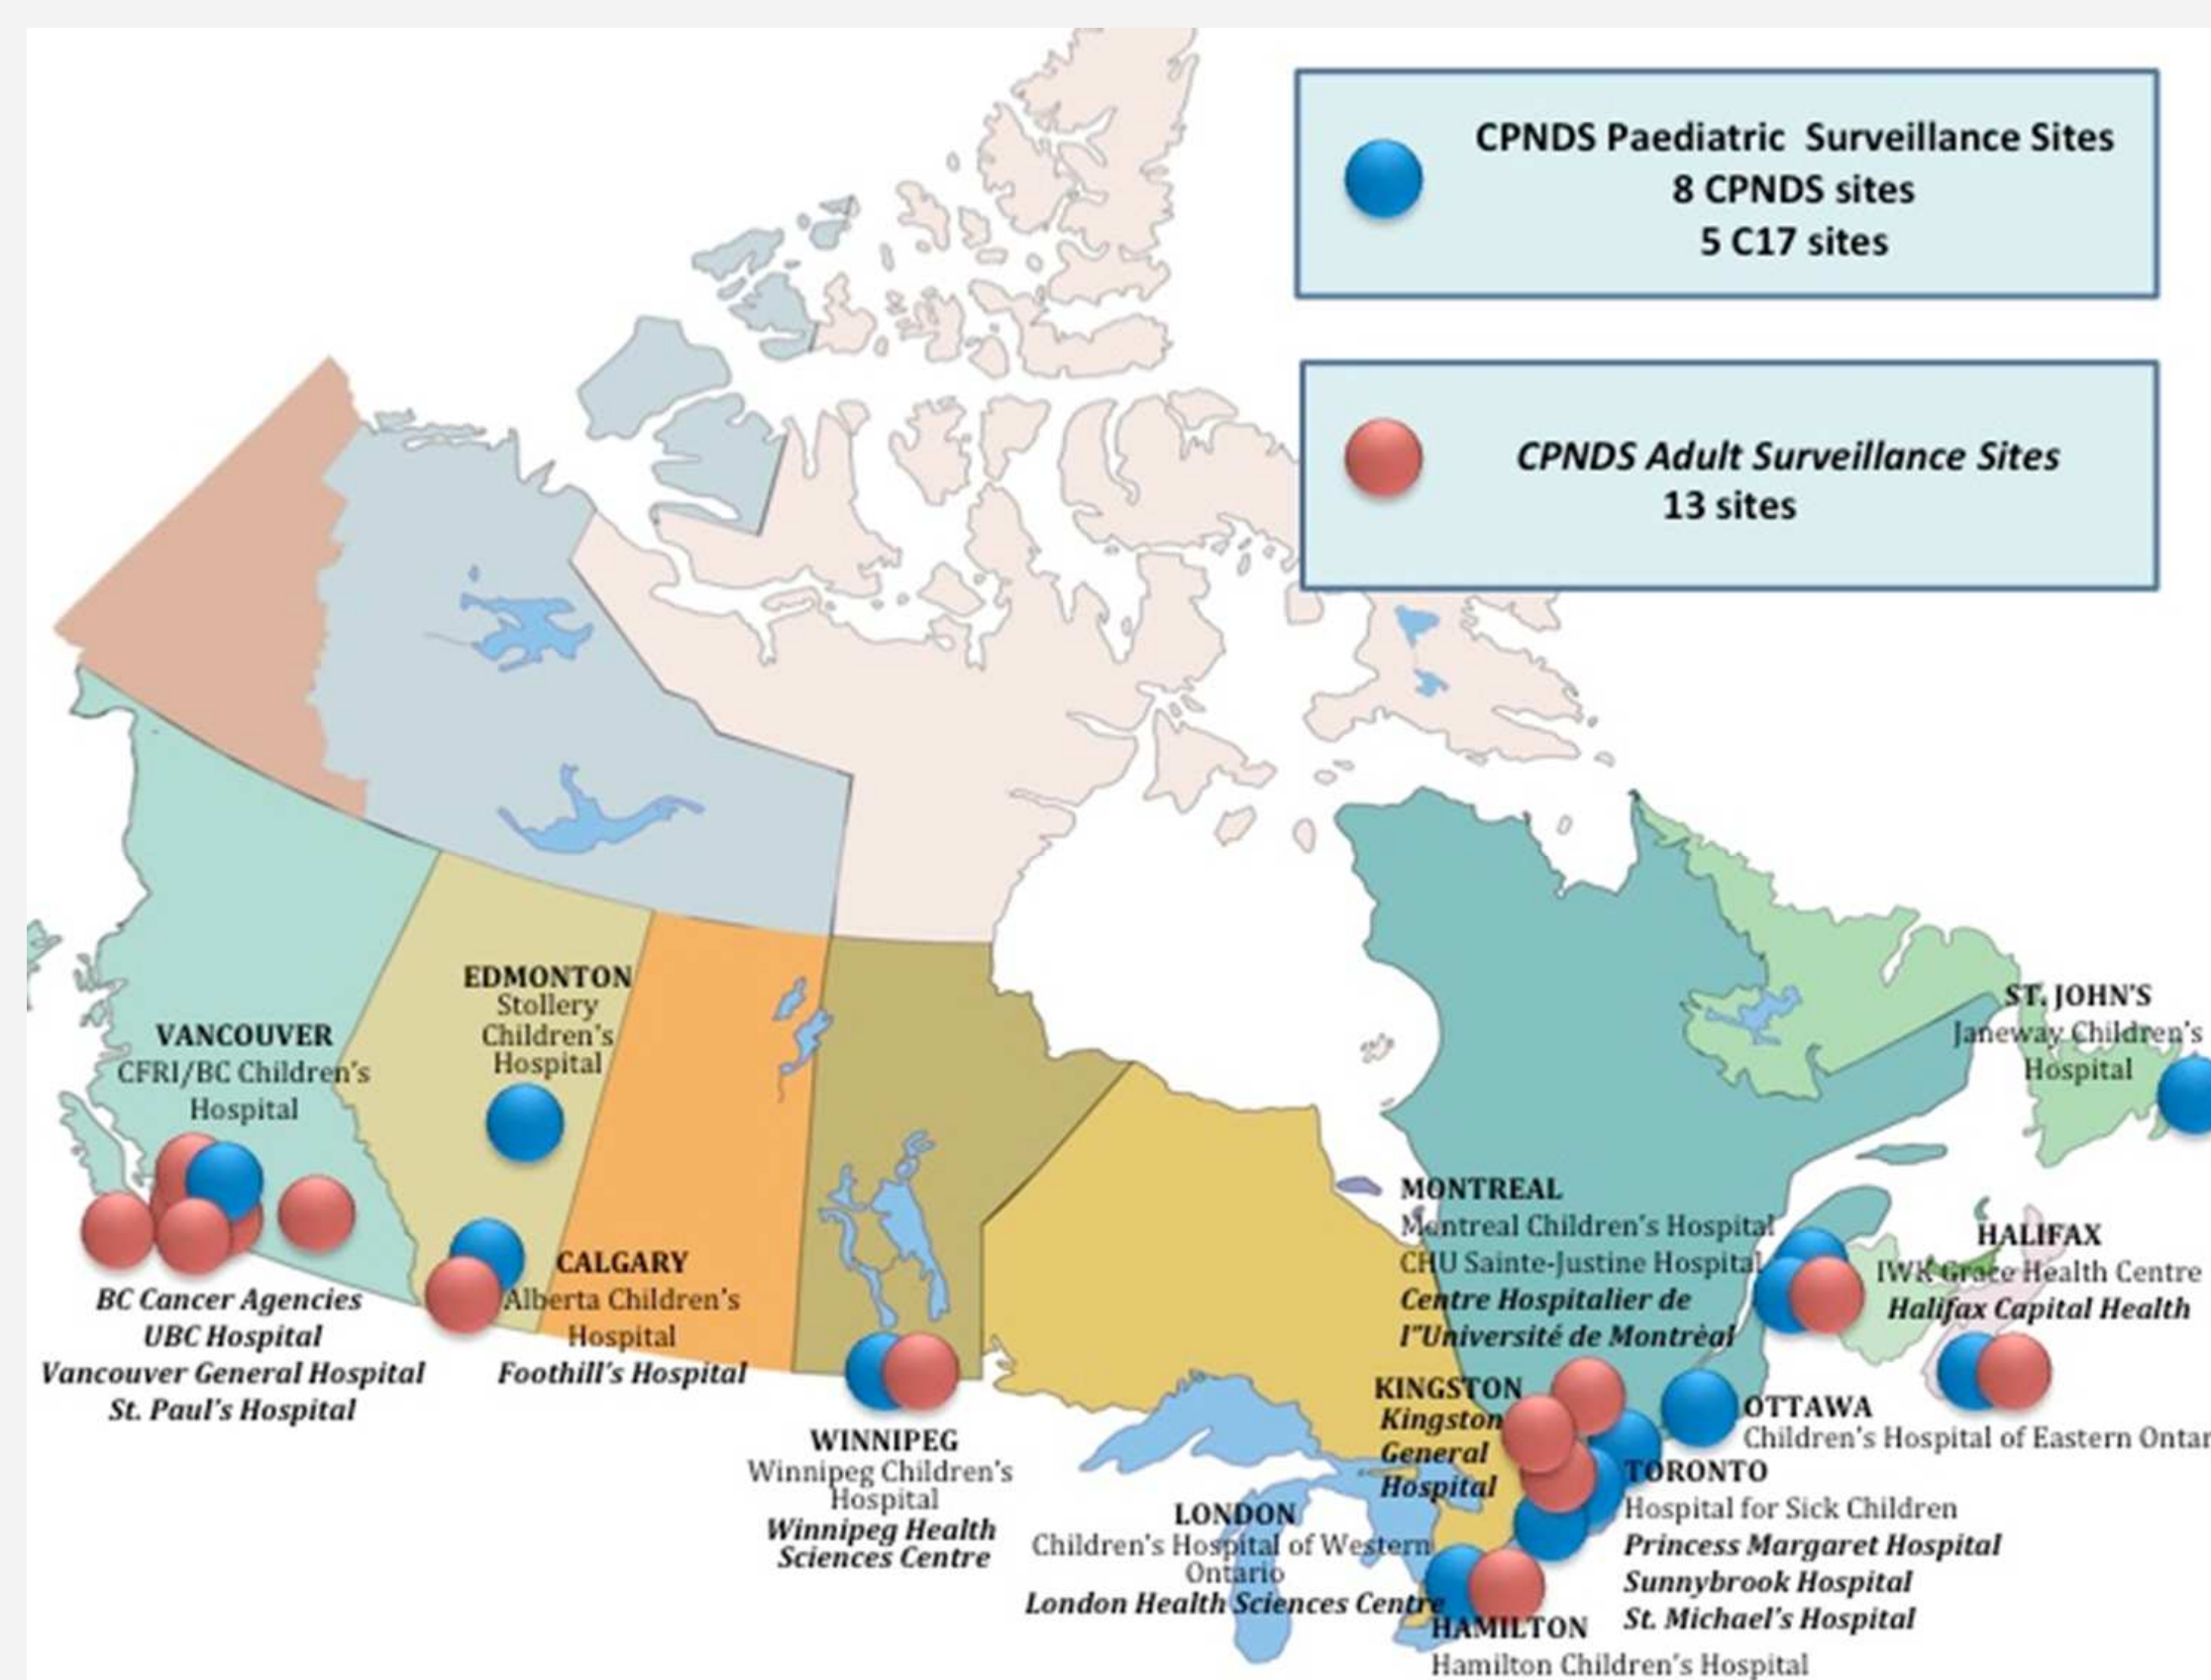 CPNDS Paediatric Surveillance Sites
8 CPNDS sites
5 C17 sites
CPNDS Adult Surveillance Sites
13 sites
VANCOUVER
CFRI/BC Children's
Hospital
BC Cancer Agencies
UBC Hospital
Vancouver General Hospital
St. Paul's Hospital
EDMONTON
Stollery
Children's
Hospital
CALGARY
Alberta Children's
Hospital
Foothill's Hospital
WINNIPEG
Winnipeg Children's
Hospital
Winnipeg Health
Sciences Centre
LONDON
Children's Hospital of Western
Ontario
London Health Sciences Centre
HAMILTON
Hamilton Children's Hospital
KINGSTON
Kingston
General
Hospital
TORONTO
Hospital for Sick Children
Princess Margaret Hospital
Sunnybrook Hospital
St. Michael's Hospital
OTTAWA
Children's Hospital of Eastern Ontar
MONTREAL
Montreal Children's Hospital
CHU Sainte-Justine Hospital
Centre Hospitalier de
l"Université de Montrèal
HALIFAX
IWK Grace Health Centre
Halifax Capital Health
ST. JOHN'S
Janeway Children's
Hospital